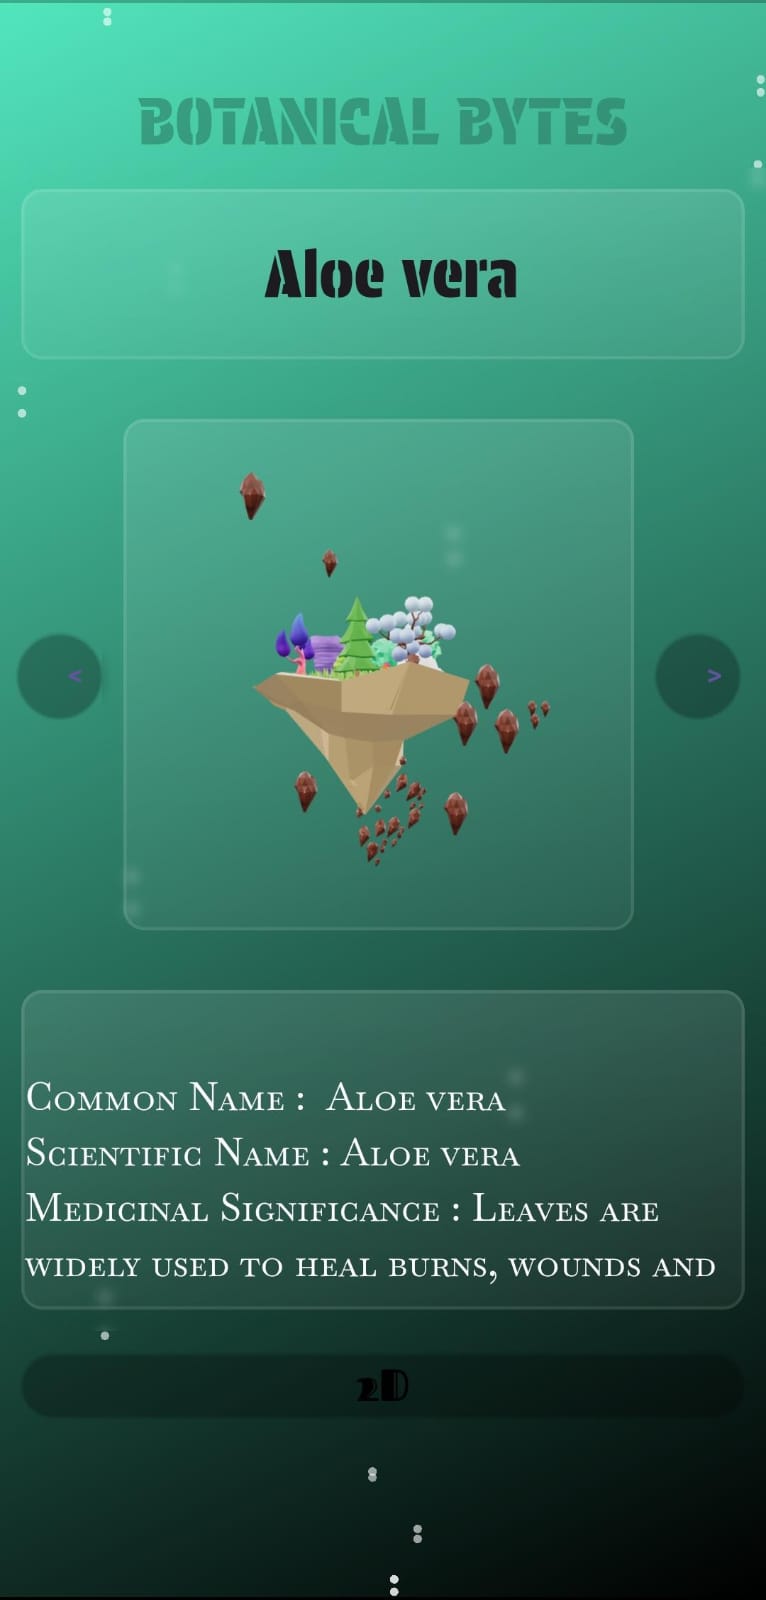 BOTANICAL BYTES
Aloe vera
< >
Common Name :  Aloe vera
Scientific Name : Aloe vera
Medicinal Significance : Leaves are
widely used to heal burns, wounds and
2D